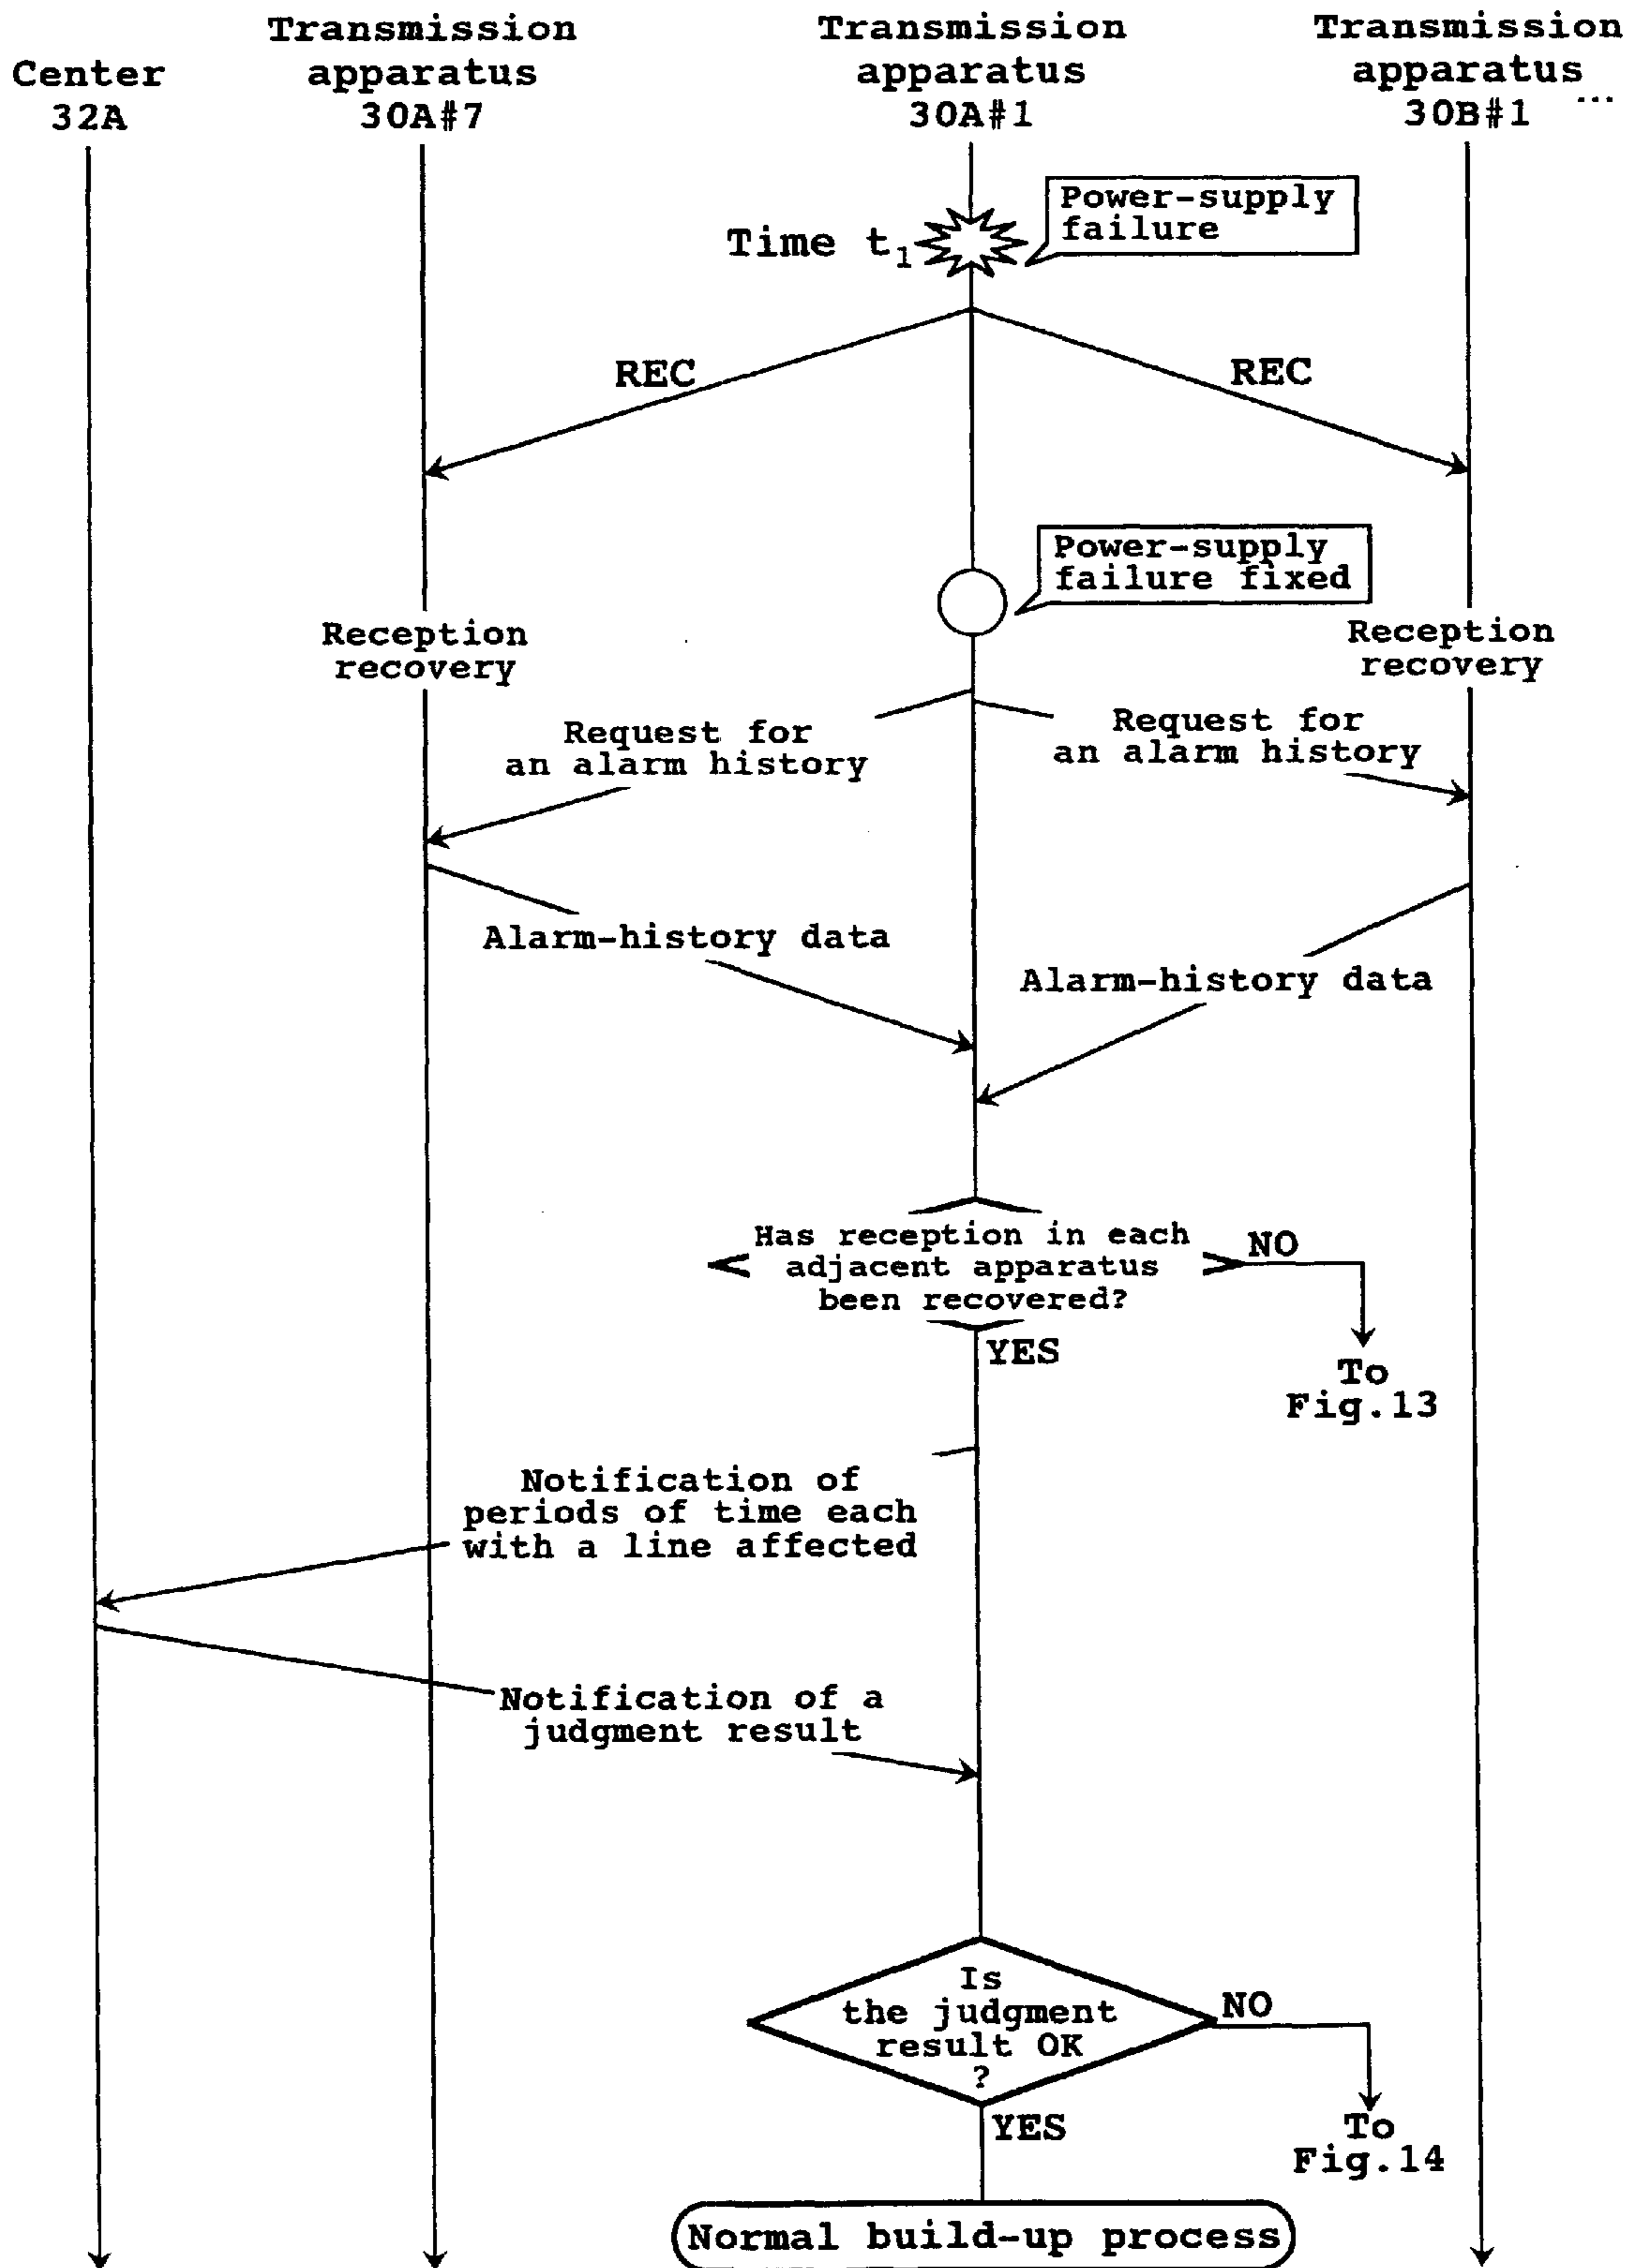 Center
32A
Transmission
apparatus
30A#7
Transmission
apparatus
30A#1
Transmission
apparatus
30B#1 ...
Time t1
Power-supply
failure
REC
REC
Power-supply
failure fixed
Reception
recovery
Reception
recovery
Request for
an alarm history
Request for
an alarm history
Alarm-history data
Alarm-history data
Has reception in each
adjacent apparatus
been recovered?
NO
YES
To
Fig.13
Notification of
periods of time each
with a line affected
Notification of a
judgment result
Is
the judgment
result OK
?
NO
YES
To
Fig.14
Normal build-up process